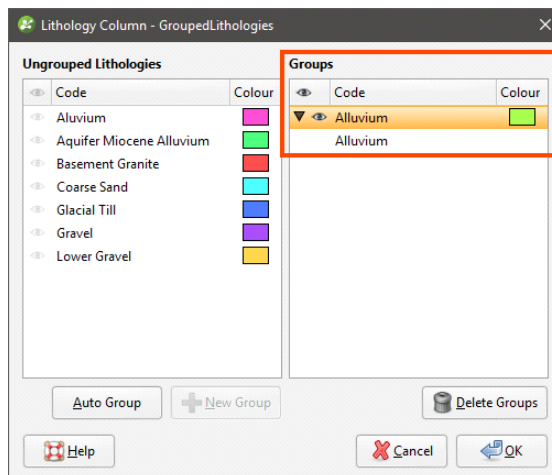 Lithology Column - GroupedLithologies
Ungrouped Lithologies
Code Colour
Aluvium
Aquifer Miocene Alluvium
Basement Granite
Coarse Sand
Glacial Till
Gravel
Lower Gravel
Groups
Code Colour
Alluvium
Alluvium
Auto Group New Group Delete Groups
Help Cancel OK